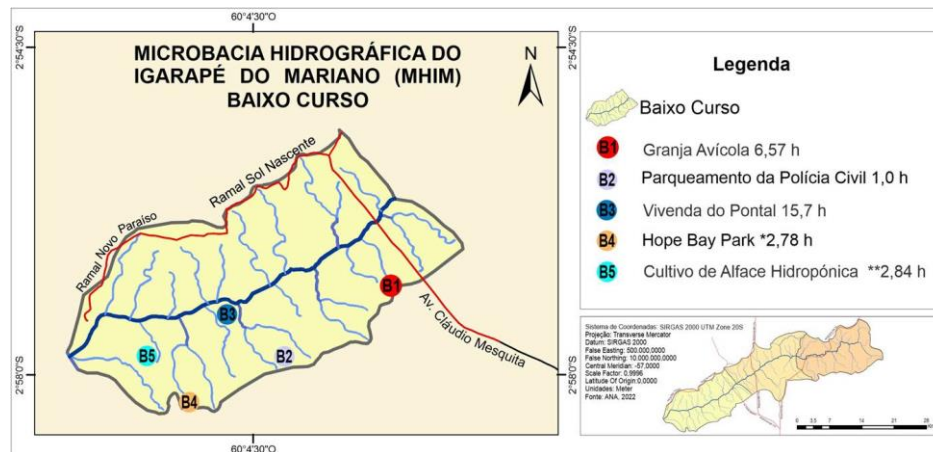 60°4'30"O
2°54'30"S
2°54'30"S
MICROBACIA HIDROGRÁFICA DO
IGARAPÉ DO MARIANO (MHIM)
BAIXO CURSO
N
Ramal Sol Nascente
Ramal Novo Paraíso
Av. Cláudio Mesquita
B1
B3
B5
B2
B4
2°58'0"S
2°58'0"S
60°4'30"O
Legenda
Baixo Curso
B1 Granja Avícola 6,57 h
B2 Parqueamento da Polícia Civil 1,0 h
B3 Vivenda do Pontal 15,7 h
B4 Hope Bay Park *2,78 h
B5 Cultivo de Alface Hidropónica **2,84 h
Sistema de Coordenadas: SIRGAS 2000 UTM Zone 20S
Projeção: Transverse Mercator
Datum: SIRGAS 2000
False Easting: 500.000,0000
False Northing: 10.000.000,0000
Central Meridian: -57,0000
Scale Factor: 0,9996
Latitude Of Origin:0,0000
Unidades: Meter
Fonte: ANA, 2022
0 3,5 7 14 21 28